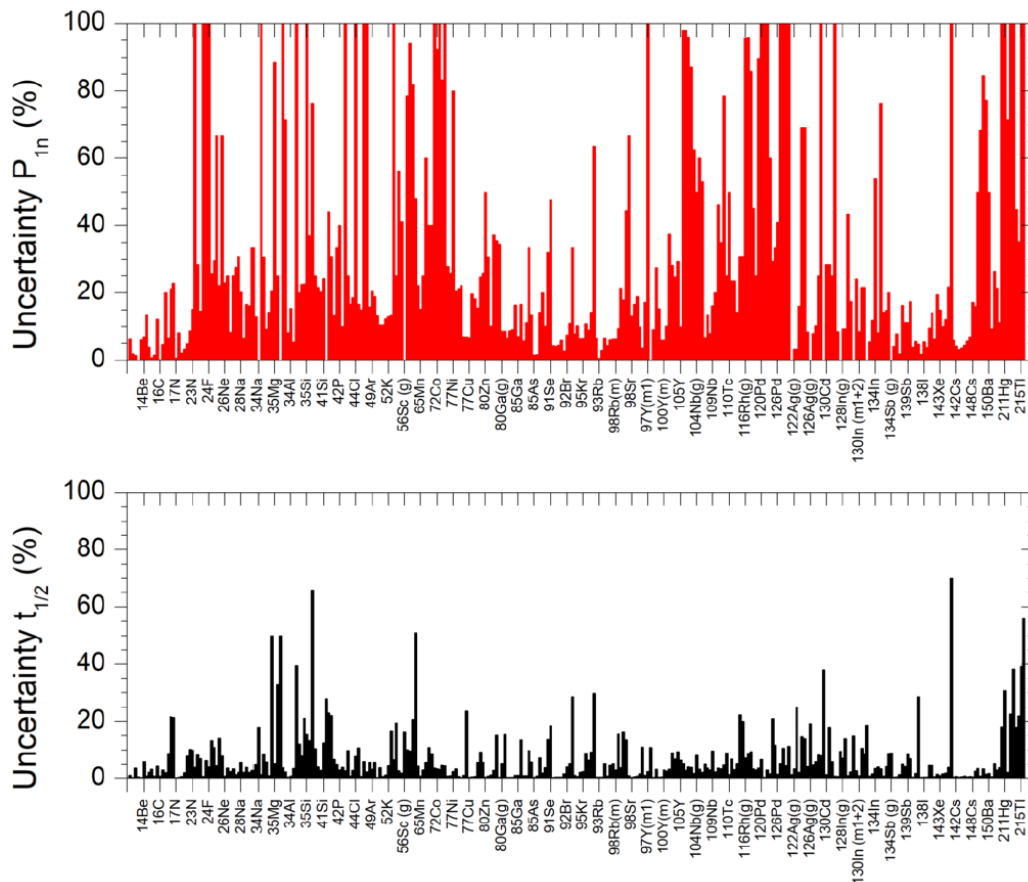 Uncertainty P1n (%)
100
80
60
40
20
0
14Be
16C
17N
23N
24F
26Ne
28Na
34Na
35Mg
34Al
35Si
41Si
42P
44Cl
49Ar
52K
56Sc (g)
65Mn
72Co
77Ni
77Cu
80Zn
80Ga(g)
85Ga
85As
91Se
92Br
95Kr
93Rb
98Rb(m)
98Sr
97Y(m1)
100Y(m)
105Y
104Nb(g)
109Nb
110Tc
116Rh(g)
120Pd
126Pd
122Ag(g)
126Ag(g)
130Cd
128In(g)
130In (m1+2)
134In
134Sb (g)
139Sb
138I
143Xe
142Cs
148Cs
150Ba
211Hg
215Tl
Uncertainty t1/2 (%)
100
80
60
40
20
0
14Be
16C
17N
23N
24F
26Ne
28Na
34Na
35Mg
34Al
35Si
41Si
42P
44Cl
49Ar
52K
56Sc (g)
65Mn
72Co
77Ni
77Cu
80Zn
80Ga(g)
85Ga
85As
91Se
92Br
95Kr
93Rb
98Rb(m)
98Sr
97Y(m1)
100Y(m)
105Y
104Nb(g)
109Nb
110Tc
116Rh(g)
120Pd
126Pd
122Ag(g)
126Ag(g)
130Cd
128In(g)
130In (m1+2)
134In
134Sb (g)
139Sb
138I
143Xe
142Cs
148Cs
150Ba
211Hg
215Tl